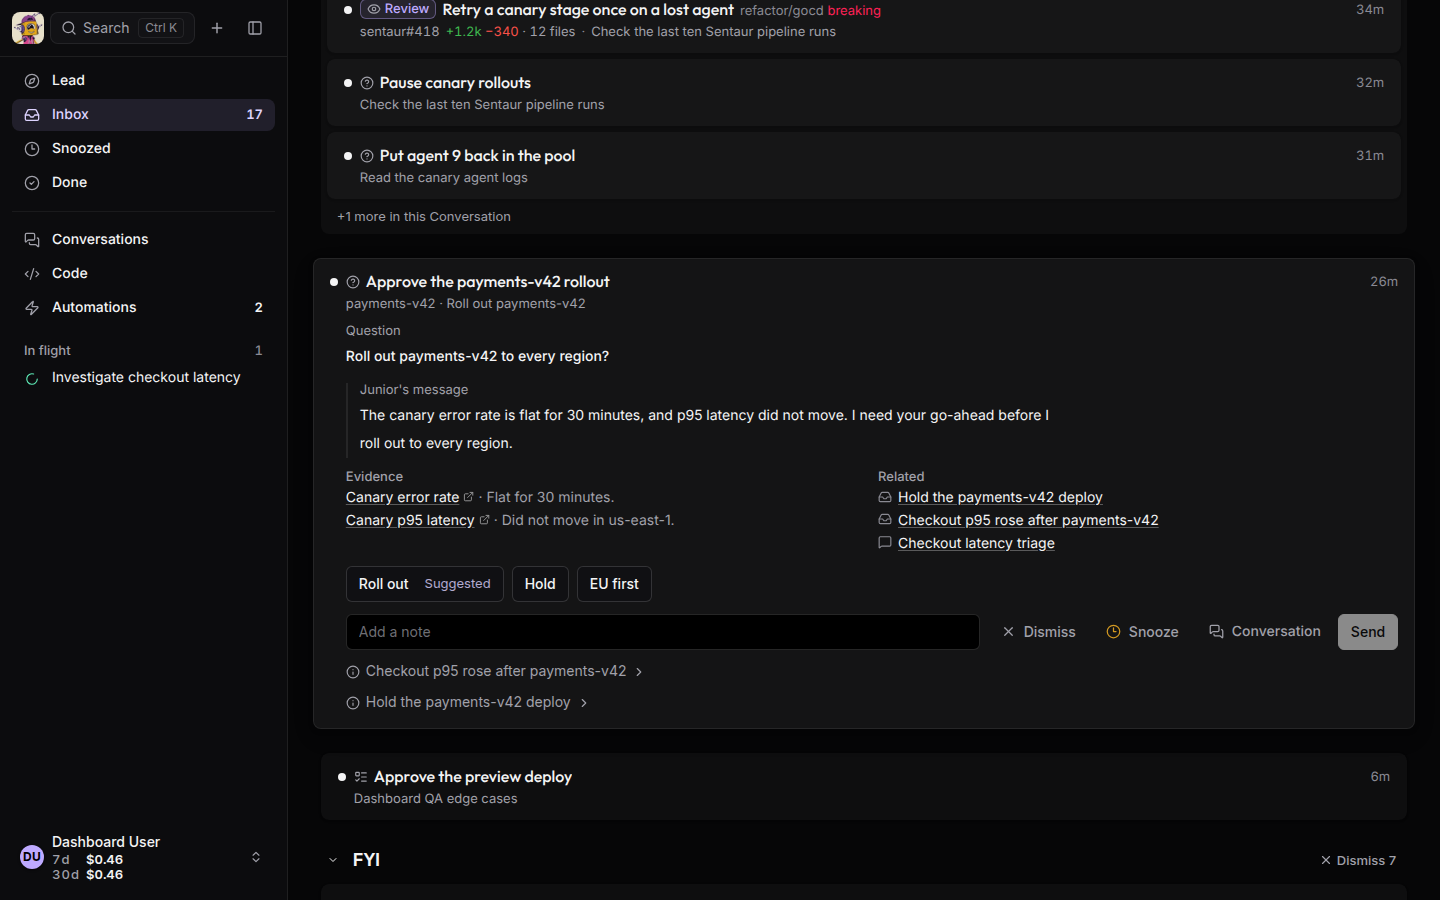 Search Ctrl K
Lead
Inbox 17
Snoozed
Done
Conversations
Code
Automations 2
In flight 1
Investigate checkout latency
DU Dashboard User
7d $0.46
30d $0.46
Review Retry a canary stage once on a lost agent refactor/gocd breaking 34m
sentaur#418 +1.2k −340 · 12 files · Check the last ten Sentaur pipeline runs
Pause canary rollouts 32m
Check the last ten Sentaur pipeline runs
Put agent 9 back in the pool 31m
Read the canary agent logs
+1 more in this Conversation
Approve the payments-v42 rollout 26m
payments-v42 · Roll out payments-v42
Question
Roll out payments-v42 to every region?
Junior's message
The canary error rate is flat for 30 minutes, and p95 latency did not move. I need your go-ahead before I
roll out to every region.
Evidence
Canary error rate · Flat for 30 minutes.
Canary p95 latency · Did not move in us-east-1.
Related
Hold the payments-v42 deploy
Checkout p95 rose after payments-v42
Checkout latency triage
Roll out Suggested Hold EU first
Add a note Dismiss Snooze Conversation Send
Checkout p95 rose after payments-v42
Hold the payments-v42 deploy
Approve the preview deploy 6m
Dashboard QA edge cases
FYI Dismiss 7